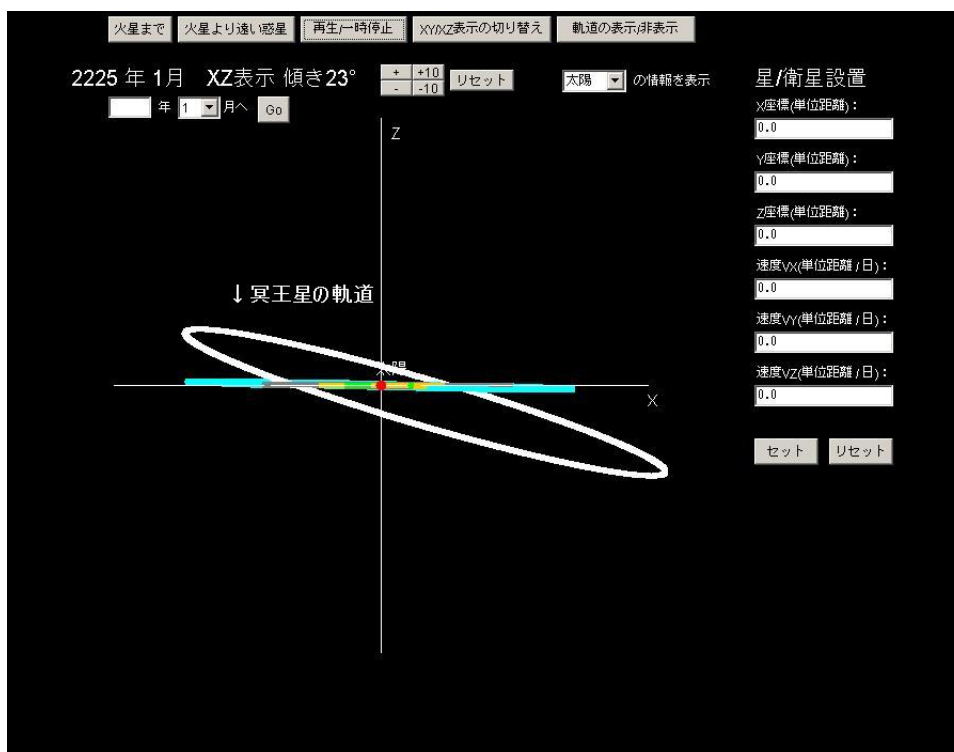 火星まで 火星より遠い惑星 再生/一時停止 XY/XZ表示の切り替え 軌道の表示/非表示
2225 年 1月 XZ表示 傾き23° + +10 - -10 リセット 太陽 の情報を表示 星/衛星設置
年 1 月へ Go
X座標(単位距離):
0.0
Y座標(単位距離):
0.0
Z座標(単位距離):
0.0
速度VX(単位距離/日):
0.0
速度VY(単位距離/日):
0.0
速度VZ(単位距離/日):
0.0
セット リセット
Z
↓冥王星の軌道
太陽
X